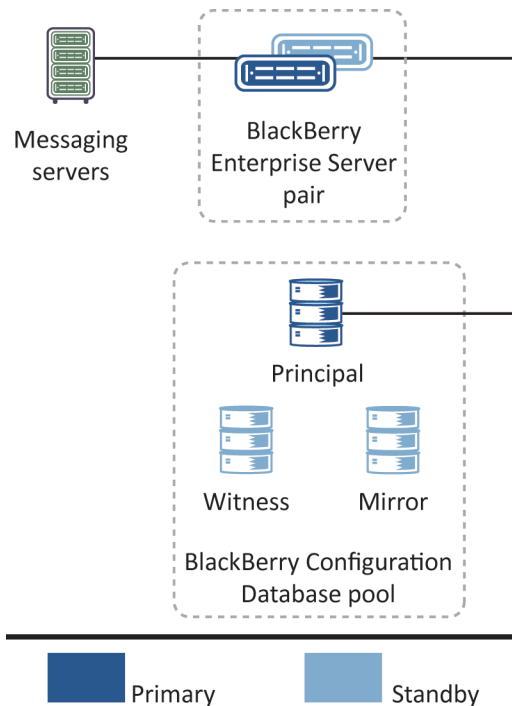 Messaging
servers
BlackBerry
Enterprise Server
pair
Principal
Witness
Mirror
BlackBerry Configuration
Database pool
Primary
Standby